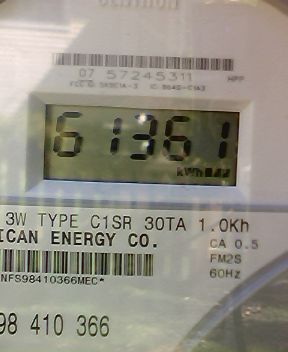 07 57245311 HPP
61361
kWh
3W TYPE C1SR 30TA 1.0Kh
ICAN ENERGY CO. CA 0.5
FM2S
NFS98410366MEC* 60HZ
98 410 366